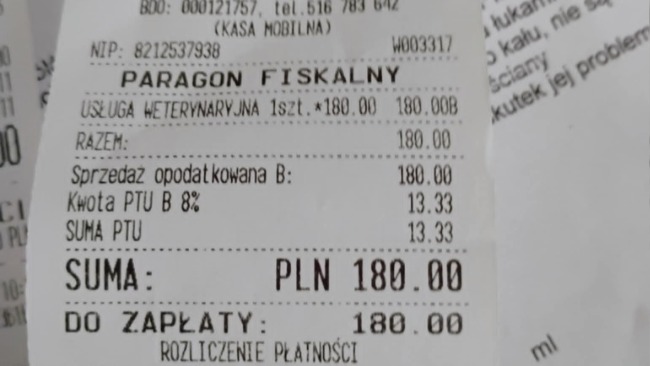 BDO: 000121757, tel.516 783 642
(KASA MOBILNA)
NIP: 8212537938 W003317
PARAGON FISKALNY
USŁUGA WETERYNARYJNA 1szt.*180.00 180.00B
RAZEM: 180.00
Sprzedaż opodatkowana B: 180.00
Kwota PTU B 8% 13.33
SUMA PTU 13.33
SUMA: PLN 180.00
DO ZAPŁATY: 180.00
ROZLICZENIE PŁATNOŚCI
kału, nie są
ściany
skutek jej problem
ml